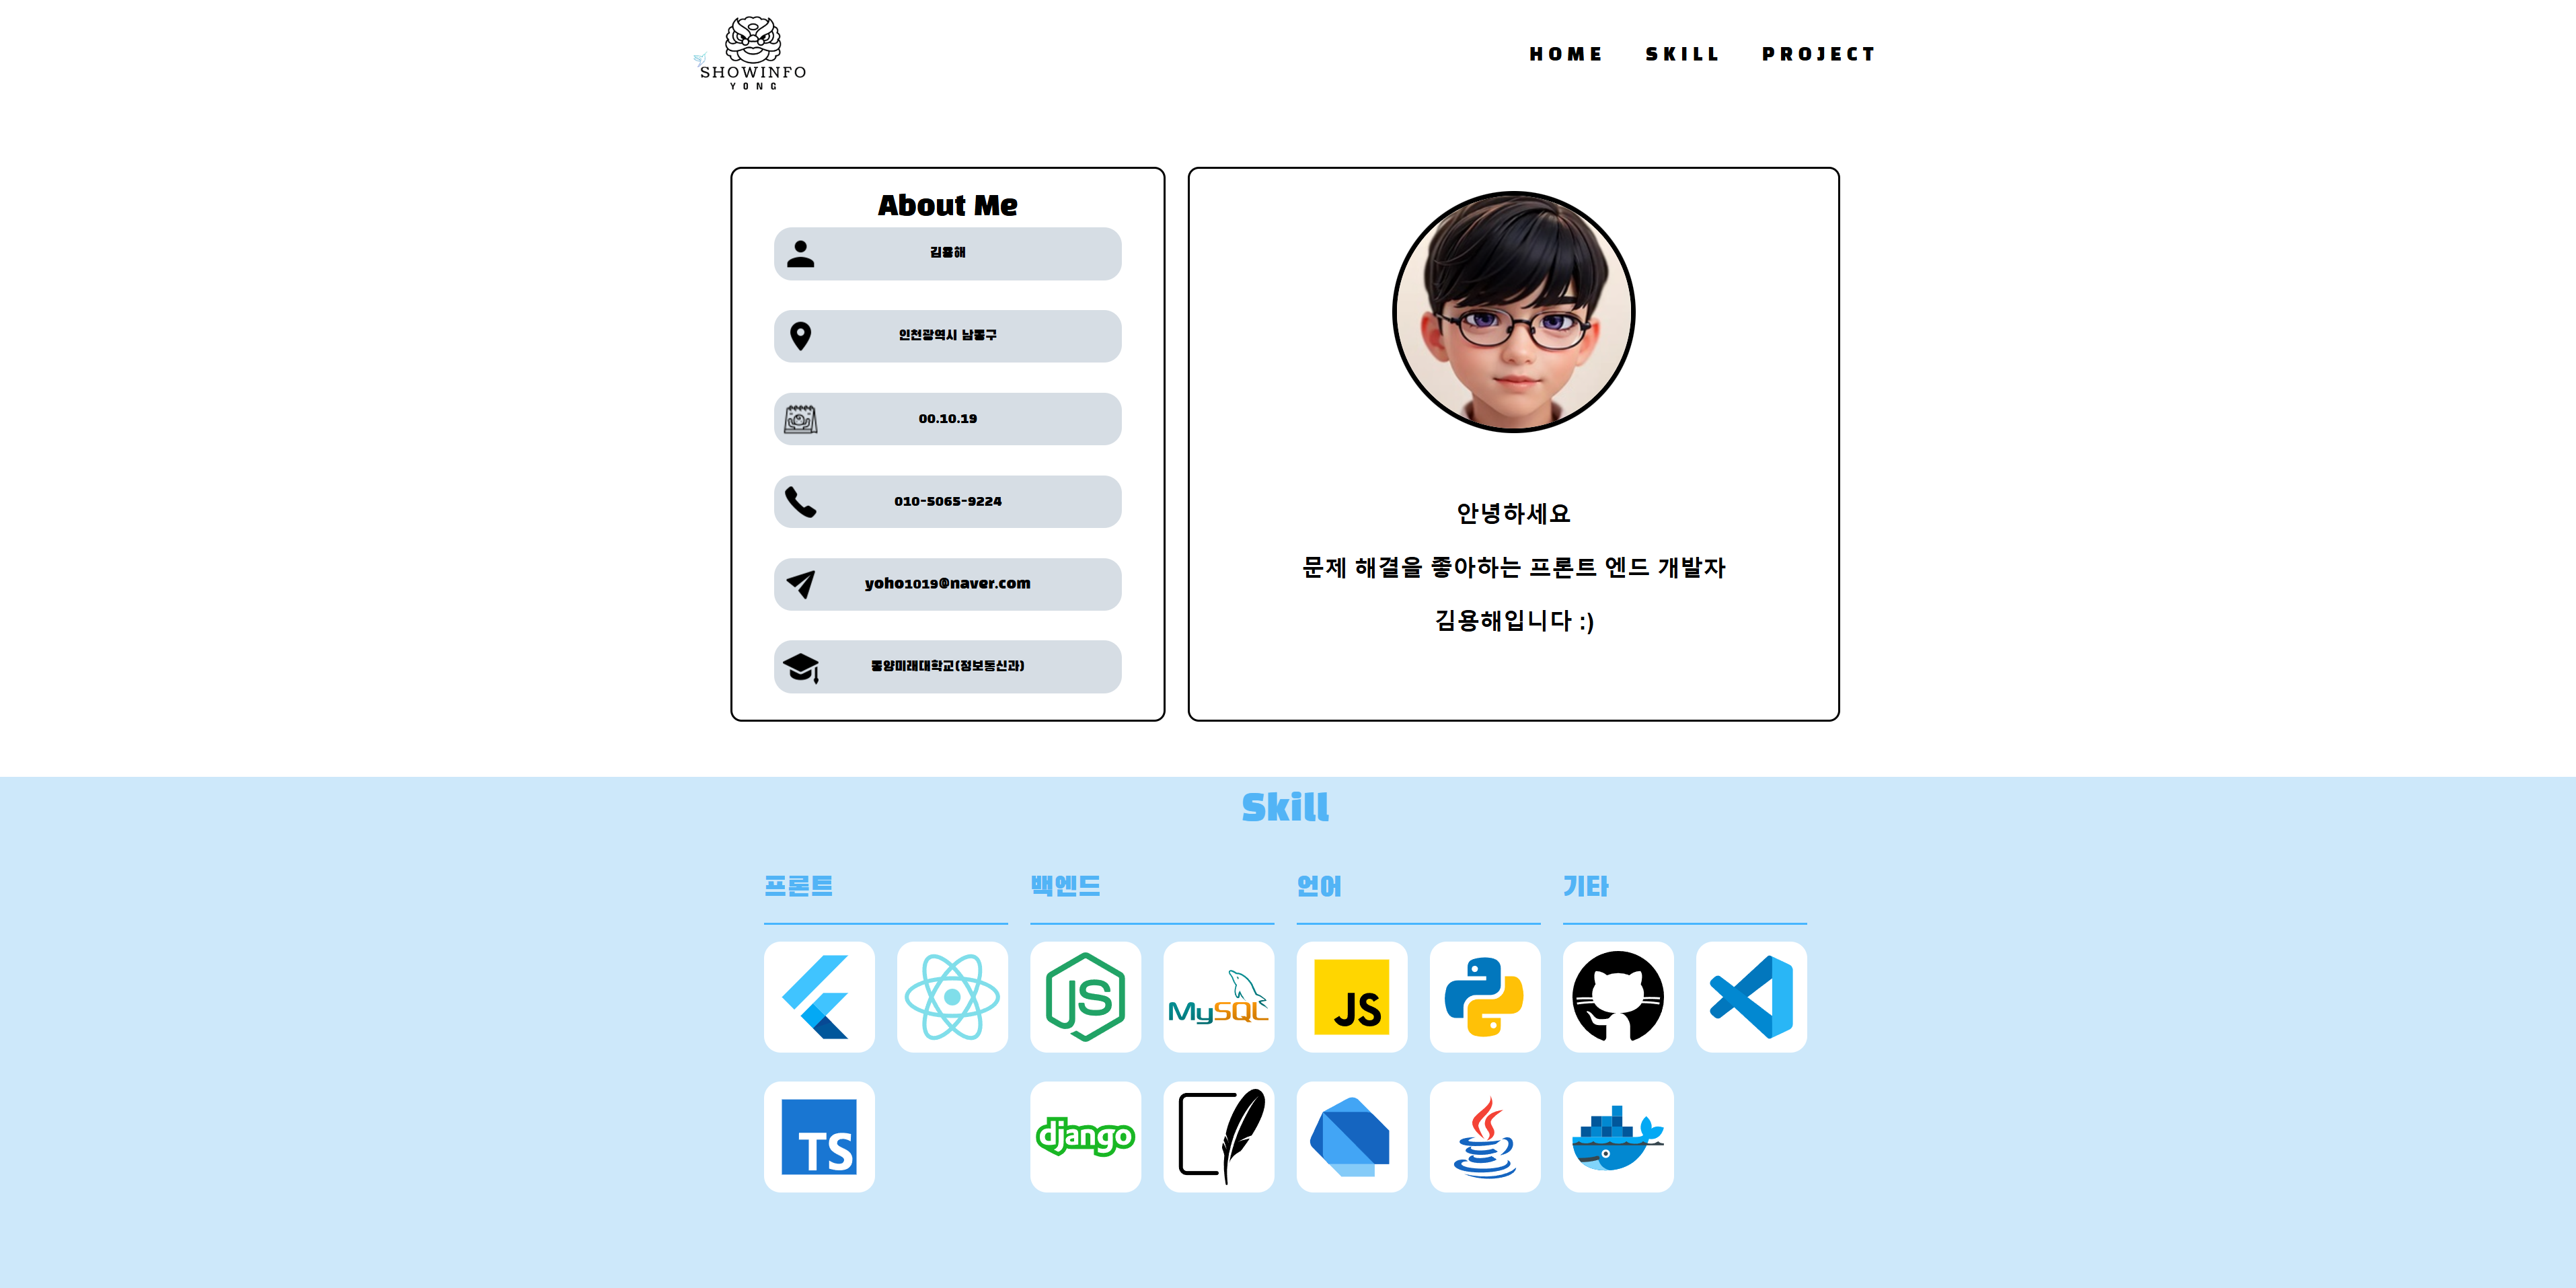 SHOWINFO
YONG
HOME SKILL PROJECT
About Me
김용해
인천광역시 남동구
00.10.19
010-5065-9224
yoho1019@naver.com
동양미래대학교(정보통신과)
안녕하세요
문제 해결을 좋아하는 프론트 엔드 개발자
김용해입니다 :)
Skill
프론트 백엔드 언어 기타
JS MySQL JS
TS django